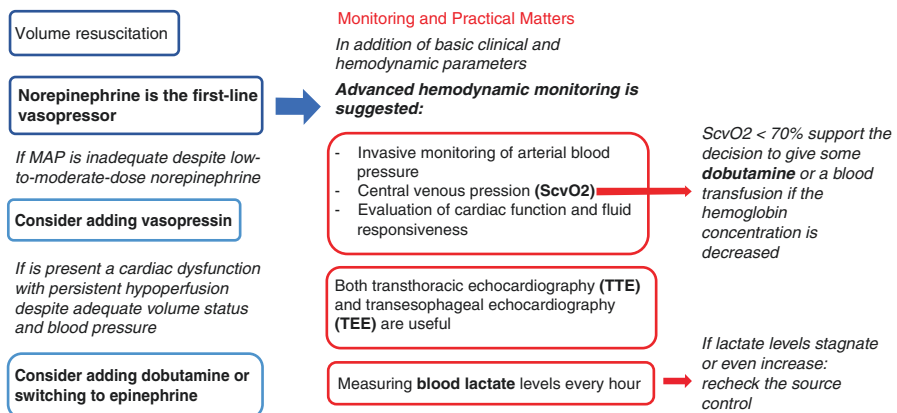 Volume resuscitation
Norepinephrine is the first-line
vasopressor
If MAP is inadequate despite low-
to-moderate-dose norepinephrine
Consider adding vasopressin
If is present a cardiac dysfunction
with persistent hypoperfusion
despite adequate volume status
and blood pressure
Consider adding dobutamine or
switching to epinephrine
Monitoring and Practical Matters
In addition of basic clinical and
hemodynamic parameters
Advanced hemodynamic monitoring is
suggested:
- Invasive monitoring of arterial blood
pressure
- Central venous pression (ScvO2)
- Evaluation of cardiac function and fluid
responsiveness
Both transthoracic echocardiography (TTE)
and transesophageal echocardiography
(TEE) are useful
Measuring blood lactate levels every hour
ScvO2 < 70% support the
decision to give some
dobutamine or a blood
transfusion if the
hemoglobin
concentration is
decreased
If lactate levels stagnate
or even increase:
recheck the source
control